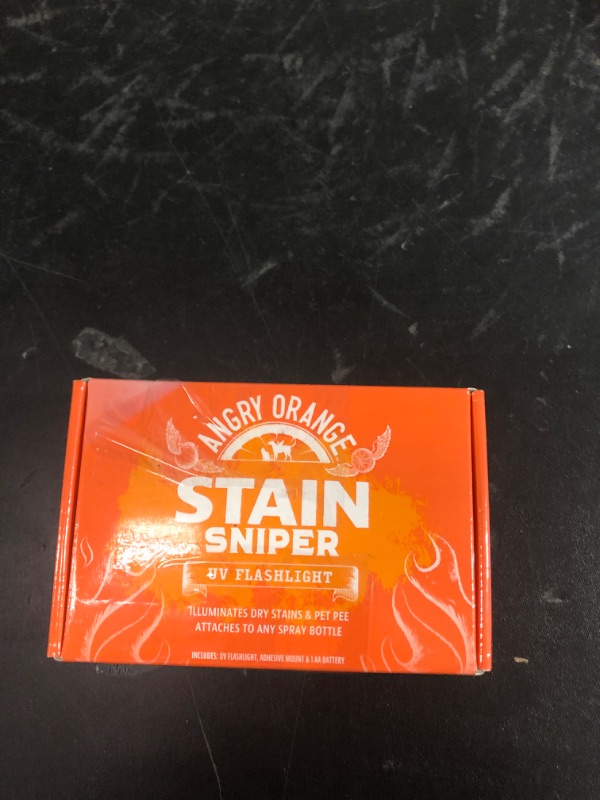 ANGRY ORANGE
STAIN
SNIPER
UV FLASHLIGHT
ILLUMINATES DRY STAINS & PET PEE
ATTACHES TO ANY SPRAY BOTTLE
INCLUDES: UV FLASHLIGHT, ADHESIVE MOUNT & 1 AA BATTERY